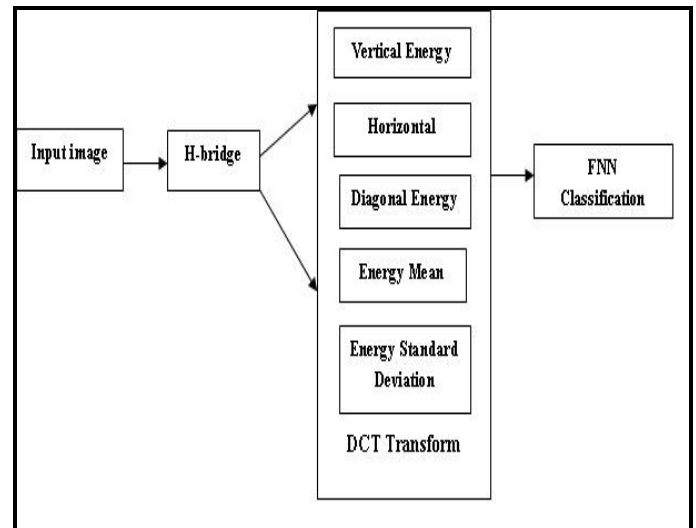 Input image
H-bridge
Vertical Energy
Horizontal
Diagonal Energy
Energy Mean
Energy Standard
Deviation
DCT Transform
FNN
Classification